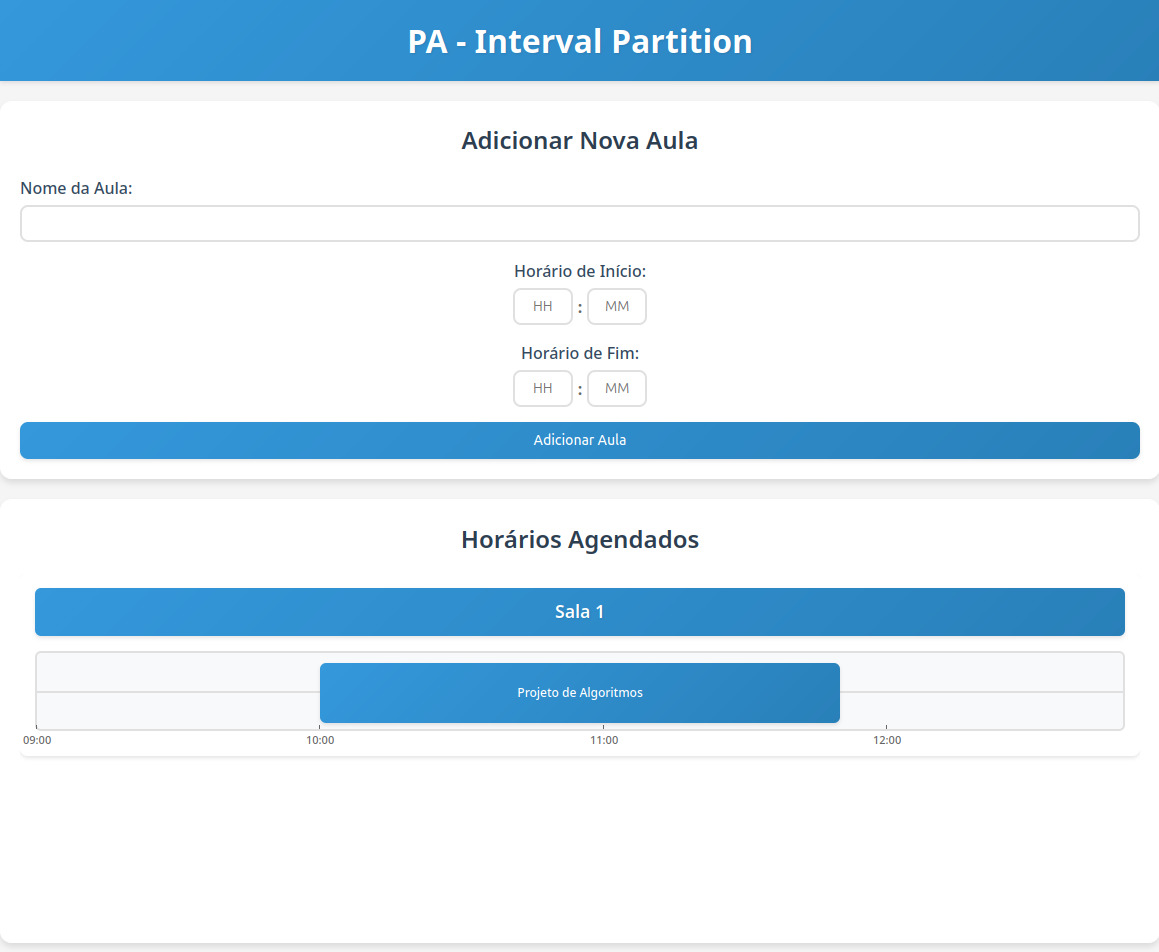 PA - Interval Partition
Adicionar Nova Aula
Nome da Aula:
Horário de Início:
HH : MM
Horário de Fim:
HH : MM
Adicionar Aula
Horários Agendados
Sala 1
Projeto de Algoritmos
09:00 10:00 11:00 12:00